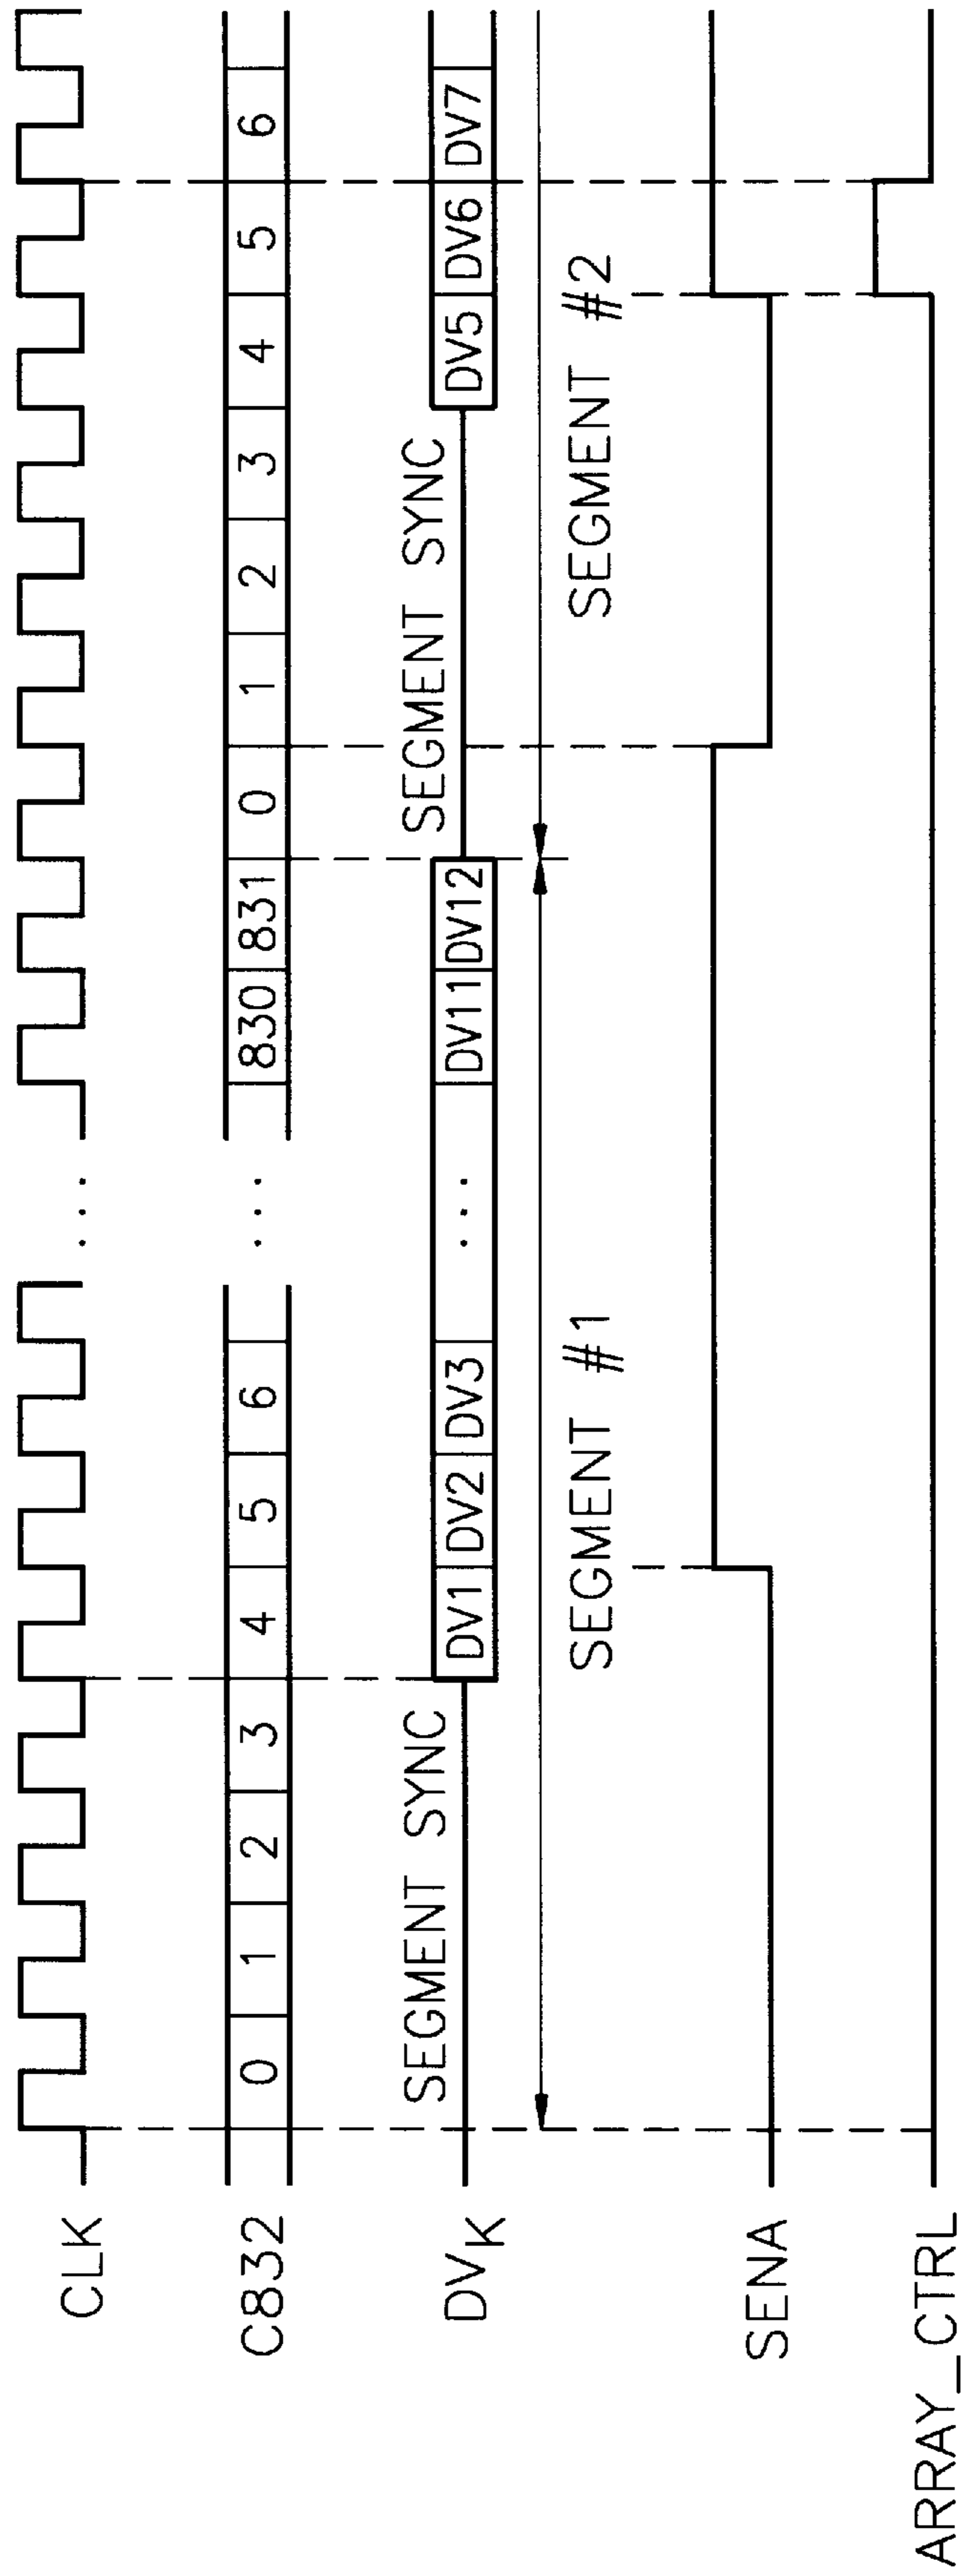 CLK
C832 0 1 2 3 4 5 6 ... 830 831 0 1 2 3 4 5 6
SEGMENT SYNC SEGMENT SYNC
DVK DV1 DV2 DV3 ... DV11 DV12 DV5 DV6 DV7
SEGMENT #1 SEGMENT #2
SENA
ARRAY_CTRL